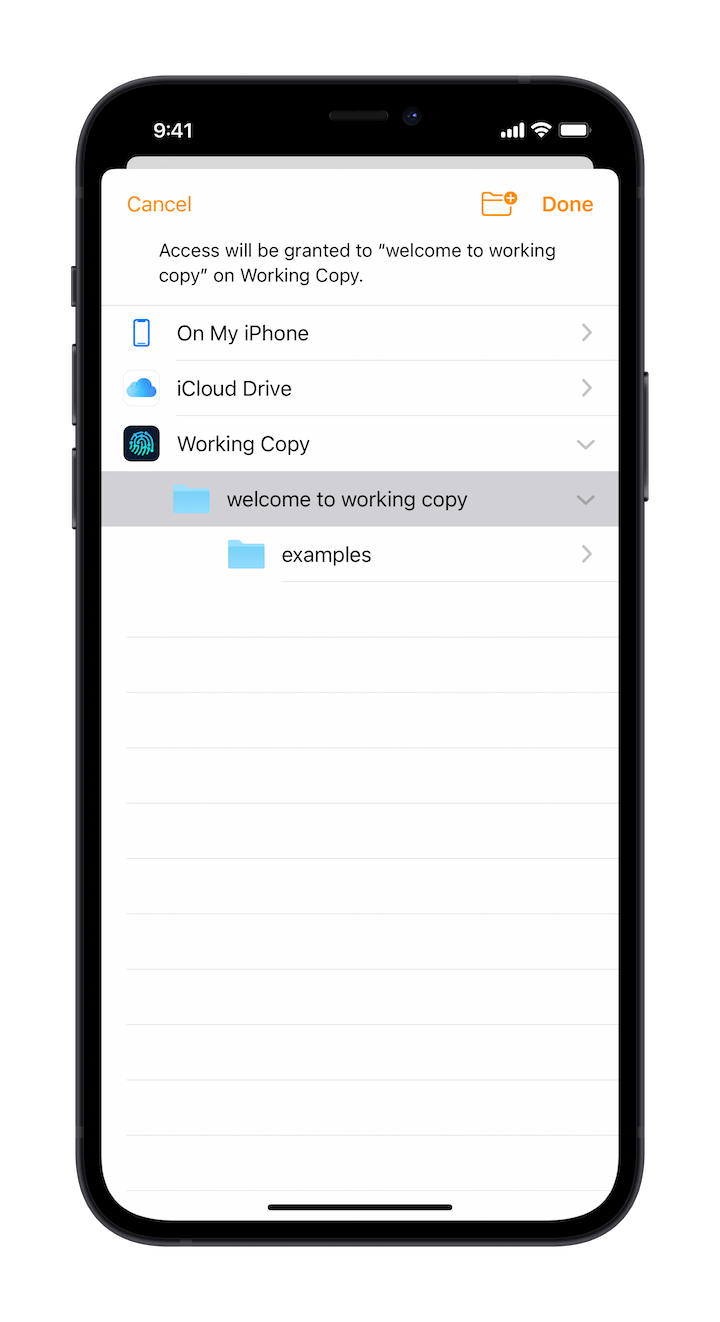 9:41
Cancel
Done
Access will be granted to “welcome to working
copy” on Working Copy.
On My iPhone
iCloud Drive
Working Copy
welcome to working copy
examples